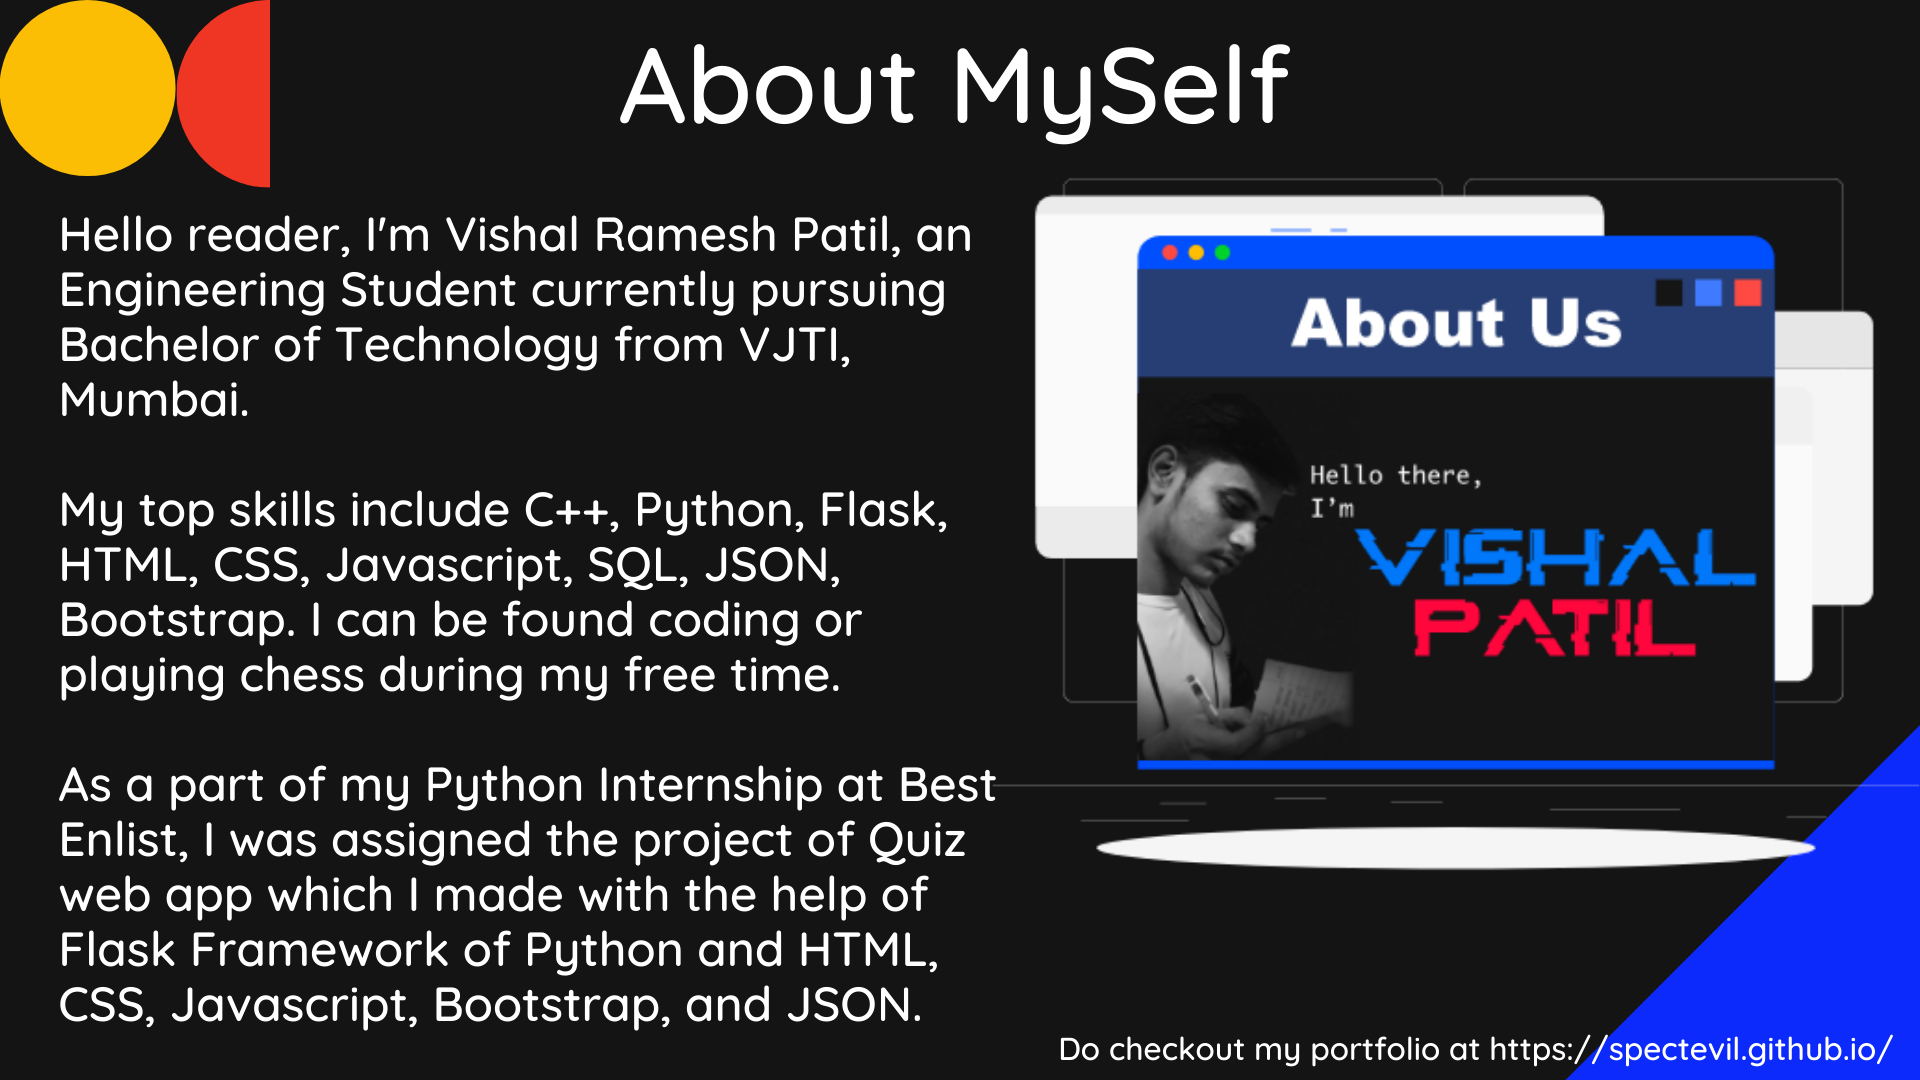 About MySelf
Hello reader, I'm Vishal Ramesh Patil, an
Engineering Student currently pursuing
Bachelor of Technology from VJTI,
Mumbai.
My top skills include C++, Python, Flask,
HTML, CSS, Javascript, SQL, JSON,
Bootstrap. I can be found coding or
playing chess during my free time.
As a part of my Python Internship at Best
Enlist, I was assigned the project of Quiz
web app which I made with the help of
Flask Framework of Python and HTML,
CSS, Javascript, Bootstrap, and JSON.
About Us
Hello there,
I'm
VISHAL
PATIL
Do checkout my portfolio at https://spectevil.github.io/